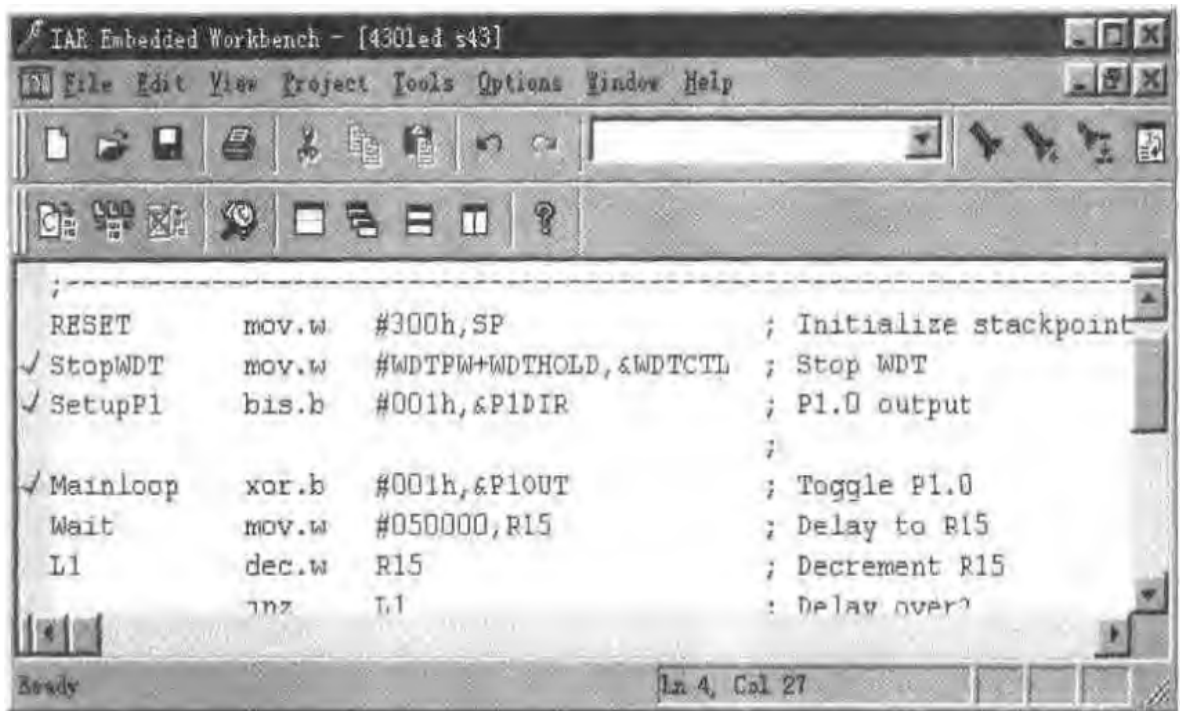 IAR Embedded Workbench - [430led s43]
File Edit View Project Tools Options Window Help
;
RESET mov.w #300h,SP ; Initialize stackpoint
StopWDT mov.w #WDTPW+WDTHOLD,&WDTCTL ; Stop WDT
SetupP1 bis.b #001h,&P1DIR ; P1.0 output
;
Mainloop xor.b #001h,&P1OUT ; Toggle P1.0
Wait mov.w #050000,R15 ; Delay to R15
L1 dec.w R15 ; Decrement R15
jnz L1 ; Delay over?
Ready Ln 4, Col 27